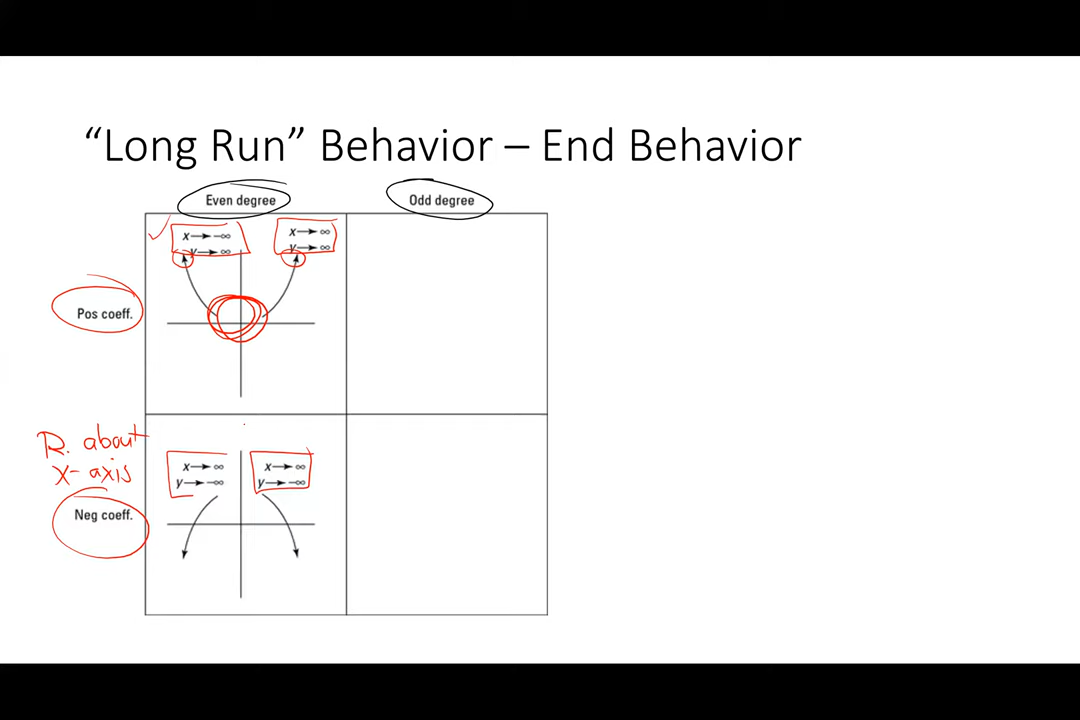 “Long Run” Behavior – End Behavior
Even degree
Odd degree
x→-∞
y→∞
x→∞
y→∞
Pos coeff.
R. about
x-axis
x→∞
y→-∞
x→∞
y→-∞
Neg coeff.